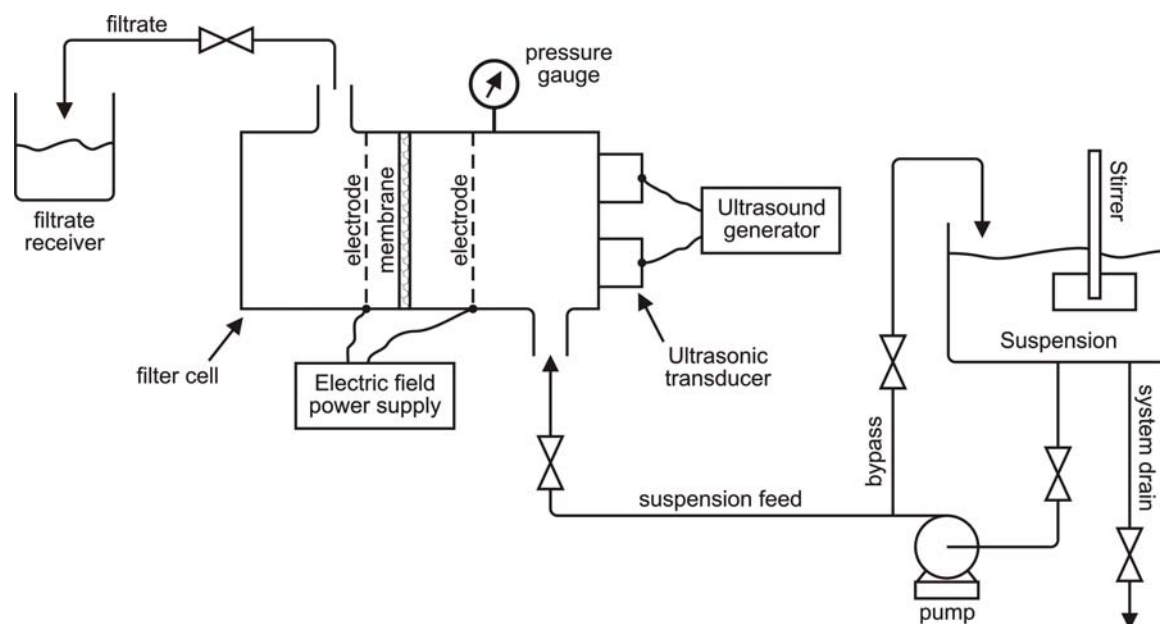 filtrate
pressure
gauge
electrode
membrane
electrode
Ultrasound
generator
Stirrer
filtrate
receiver
Suspension
filter cell
Electric field
power supply
Ultrasonic
transducer
bypass
system drain
suspension feed
pump